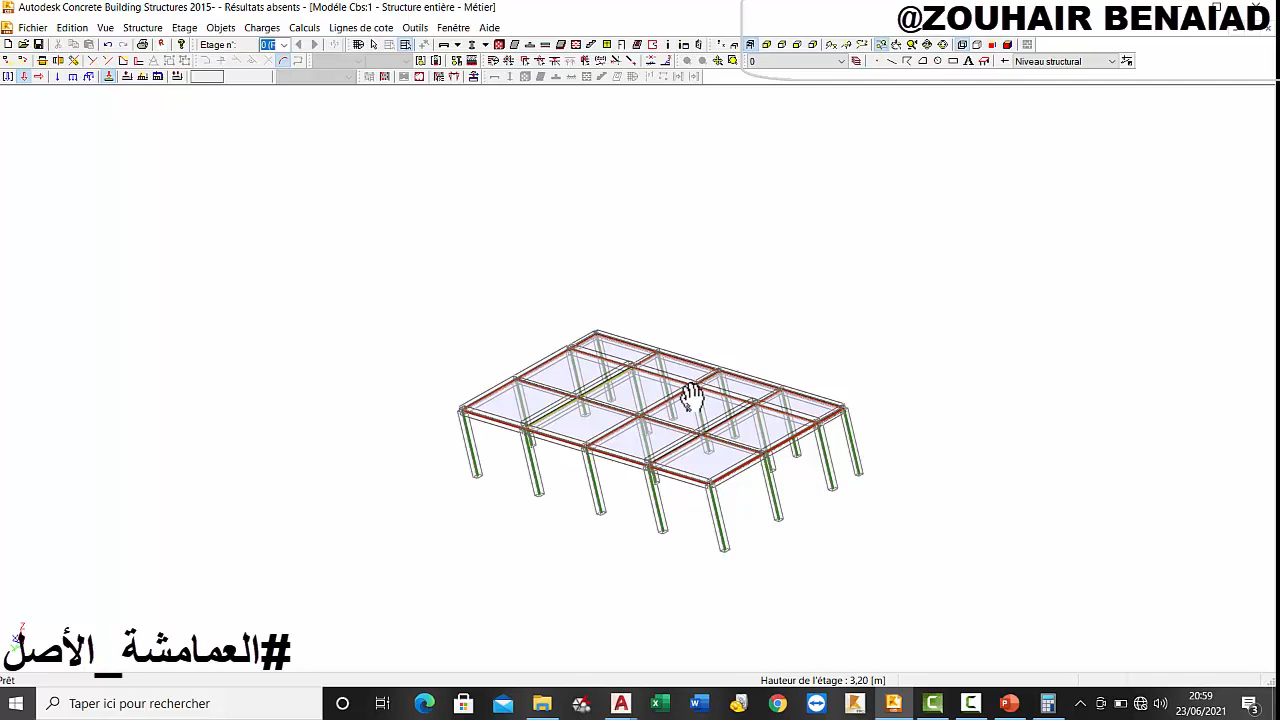 Autodesk Concrete Building Structures 2015- - Résultats absents - [Modèle Cbs:1 - Structure entière - Métier]
@ZOUHAIR BENAIAD
Fichier Edition Vue Structure Etage Objets Charges Calculs Lignes de cote Outils Fenêtre Aide
Etage n°:
0 Niveau structural
#العمامشة_الأصل
Prêt Hauteur de l'étage : 3,20 [m]
Taper ici pour rechercher
20:59
23/06/2021